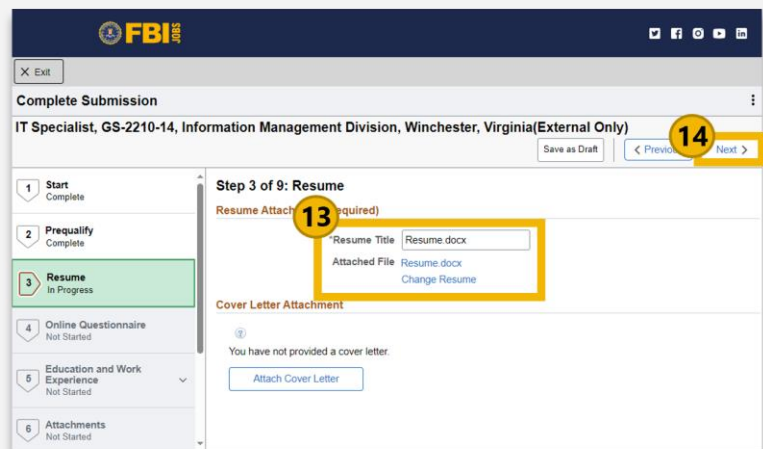 FBI JOBS
X Exit
Complete Submission
IT Specialist, GS-2210-14, Information Management Division, Winchester, Virginia(External Only)
Save as Draft
< Previou
14
Next >
1 Start
Complete
2 Prequalify
Complete
3 Resume
In Progress
4 Online Questionnaire
Not Started
5 Education and Work
Experience
Not Started
6 Attachments
Not Started
Step 3 of 9: Resume
Resume Attach
13
equired)
*Resume Title Resume.docx
Attached File Resume.docx
Change Resume
Cover Letter Attachment
?
You have not provided a cover letter.
Attach Cover Letter